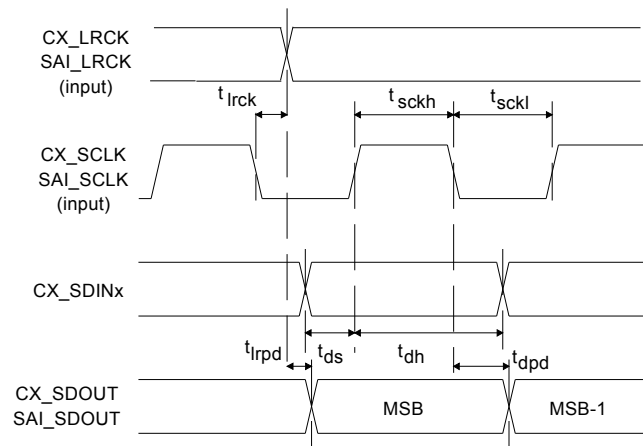 CX_LRCK
SAI_LRCK
(input)
t lrck
t sckh
t sckl
CX_SCLK
SAI_SCLK
(input)
CX_SDINx
t lrpd
t ds
t dh
t dpd
CX_SDOUT
SAI_SDOUT
MSB
MSB-1